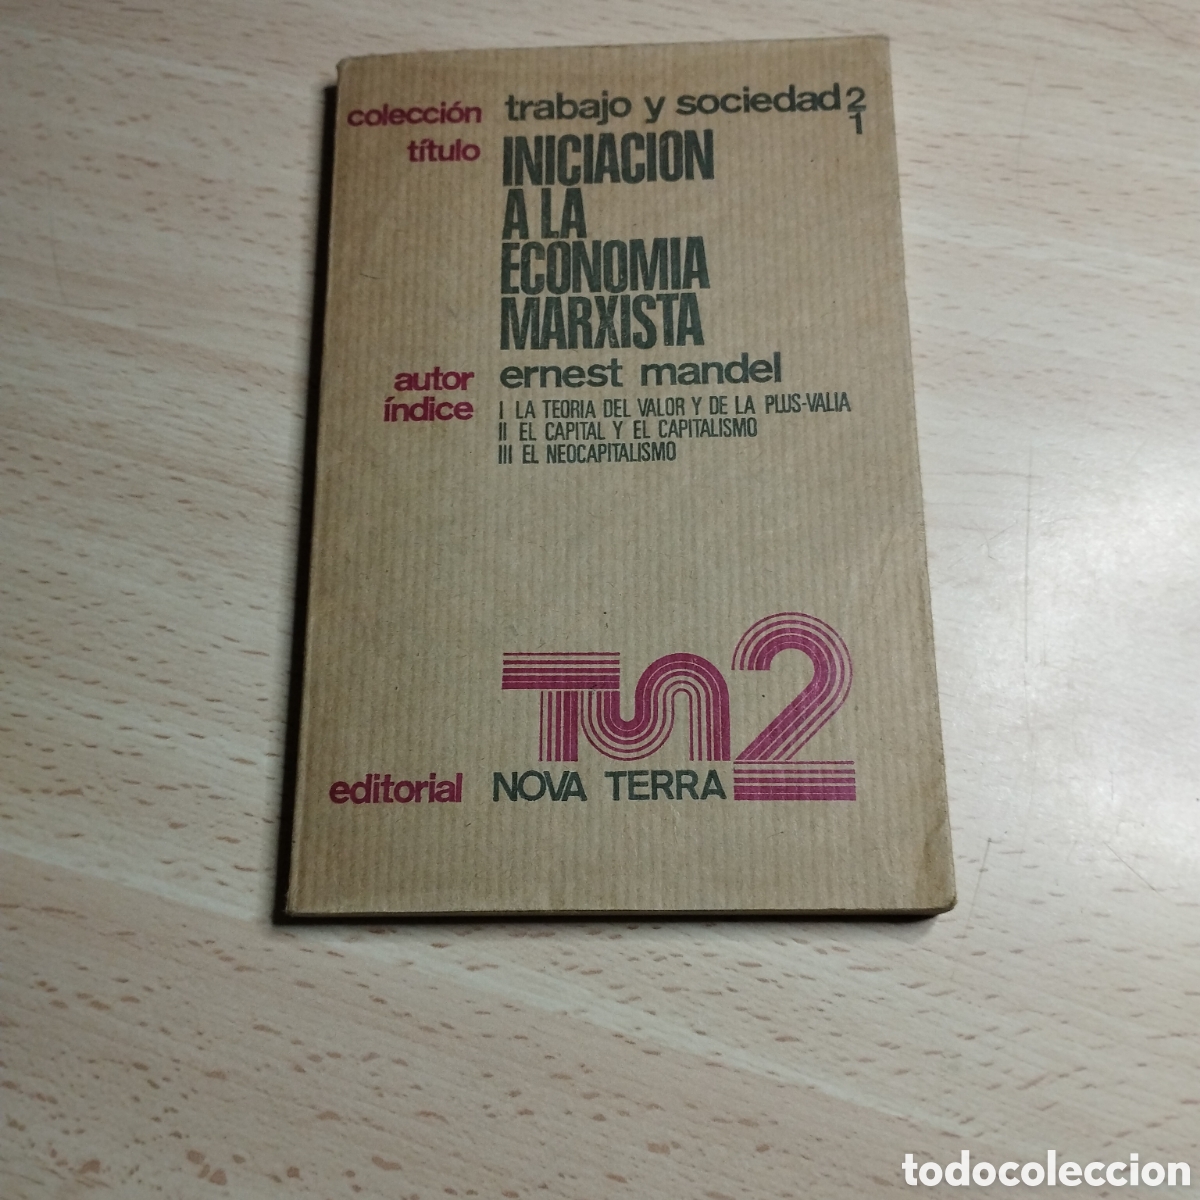 colección trabajo y sociedad 2
1
título INICIACION
A LA
ECONOMIA
MARXISTA
autor ernest mandel
índice I LA TEORIA DEL VALOR Y DE LA PLUS-VALIA
II EL CAPITAL Y EL CAPITALISMO
III EL NEOCAPITALISMO
TS2
editorial NOVA TERRA
todocoleccion